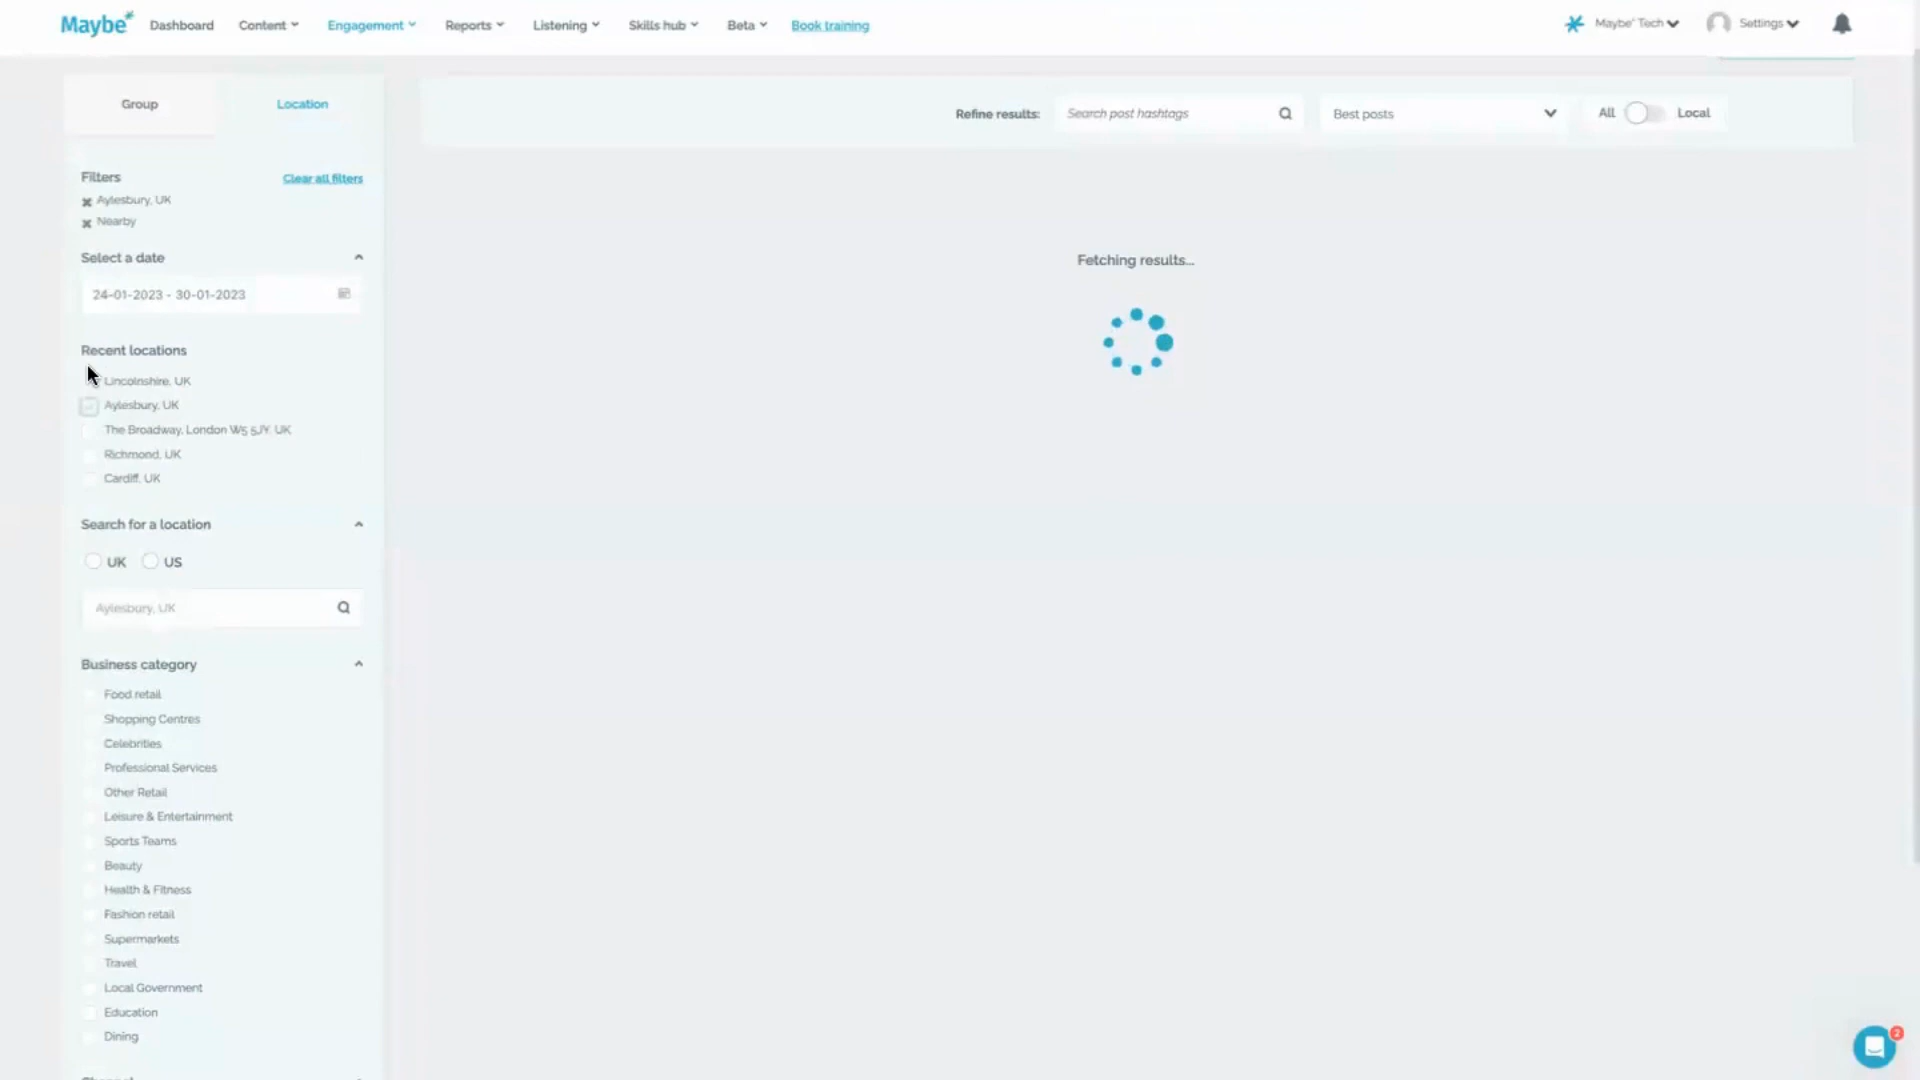 Maybe*
Dashboard
Content
Engagement
Reports
Listening
Skills hub
Beta
Book training
Maybe* Tech
Settings
Group
Location
Refine results:
Search post hashtags
Best posts
All
Local
Filters
Clear all filters
Aylesbury, UK
Nearby
Select a date
24-01-2023 - 30-01-2023
Fetching results...
Recent locations
Lincolnshire, UK
Aylesbury, UK
The Broadway, London W5 5JY, UK
Richmond, UK
Cardiff, UK
Search for a location
UK
US
Aylesbury, UK
Business category
Food retail
Shopping Centres
Celebrities
Professional Services
Other Retail
Leisure & Entertainment
Sports Teams
Beauty
Health & Fitness
Fashion retail
Supermarkets
Travel
Local Government
Education
Dining
2